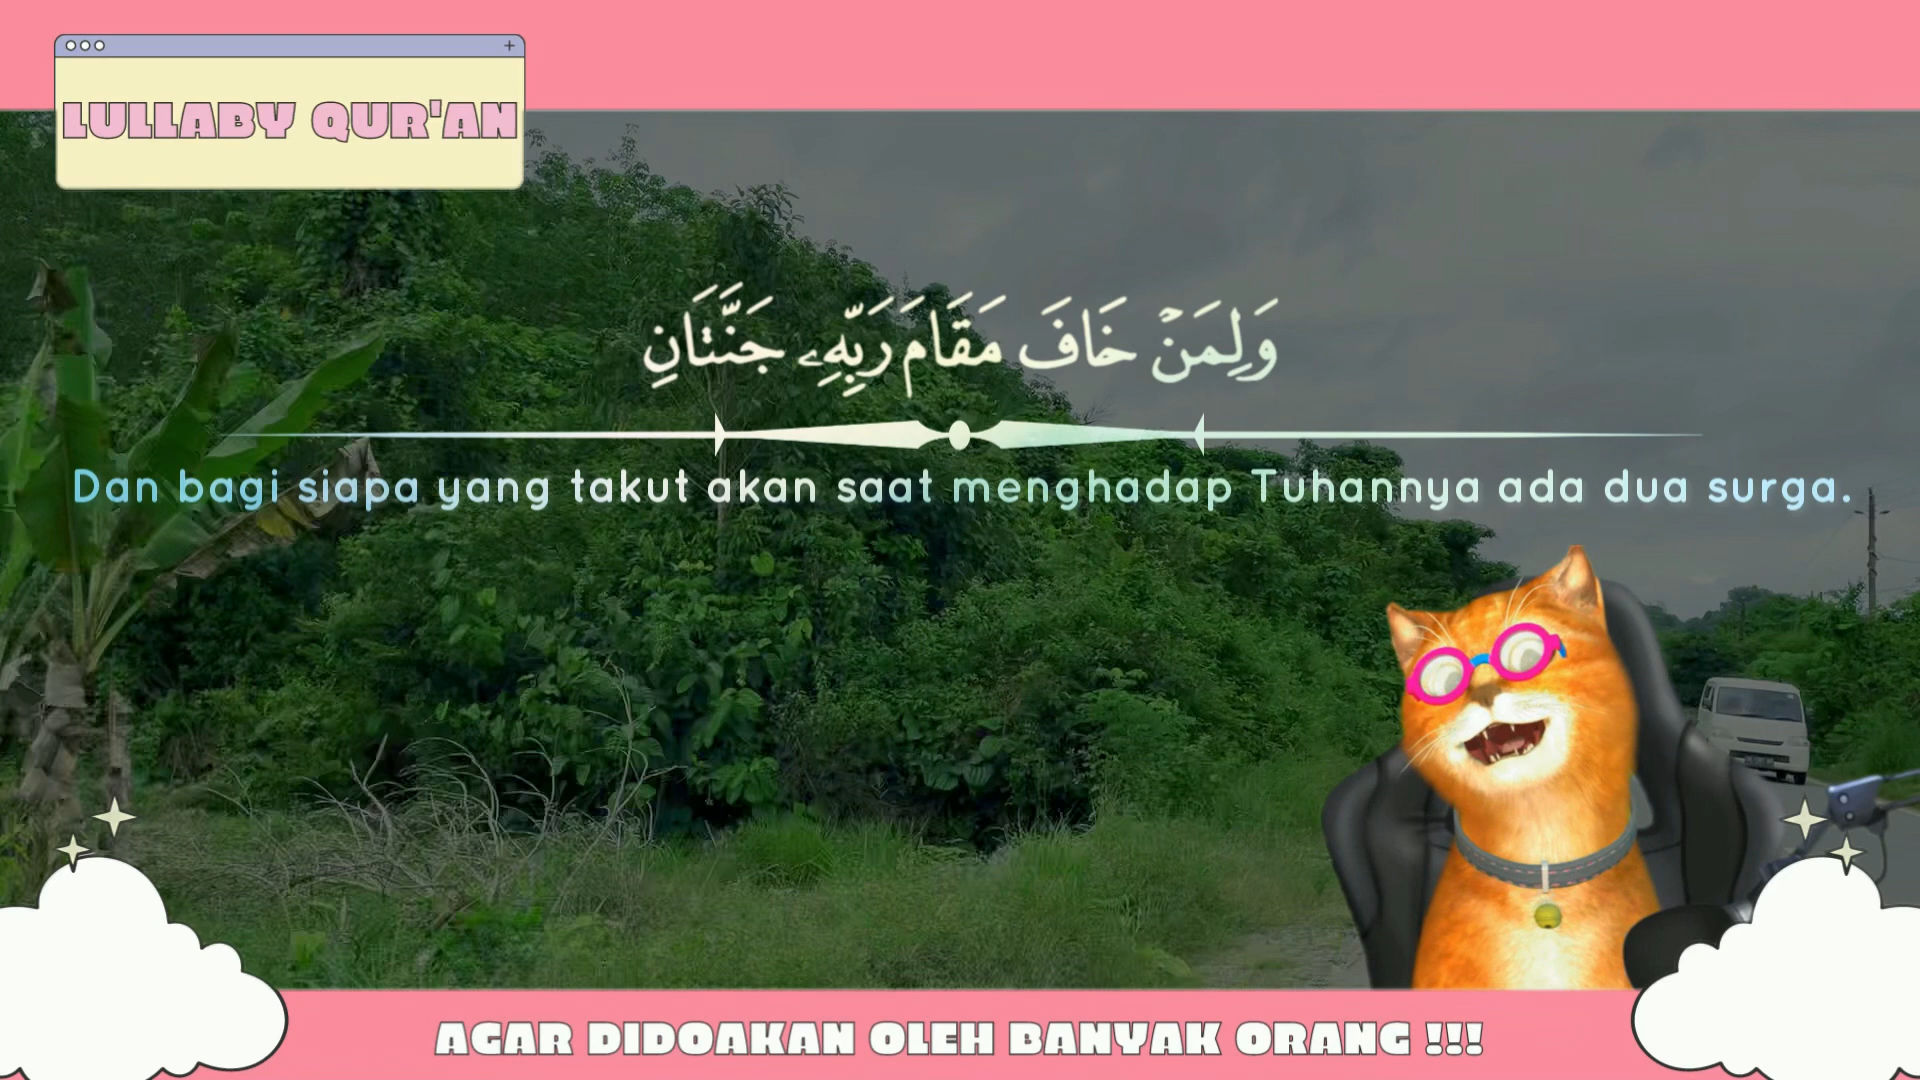 LULLABY QUR'AN
وَلِمَنْ خَافَ مَقَامَ رَبِّهِۦ جَنَّتَانِ
Dan bagi siapa yang takut akan saat menghadap Tuhannya ada dua surga.
AGAR DIDOAKAN OLEH BANYAK ORANG !!!